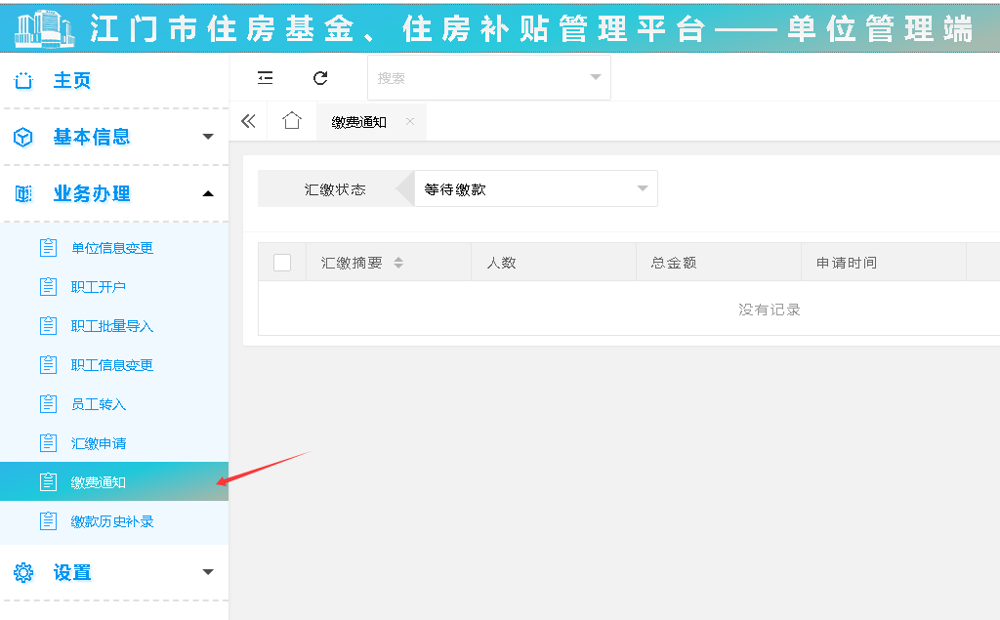 江门市住房基金、住房补贴管理平台——单位管理端
主页
搜索
缴费通知
基本信息
业务办理
汇缴状态 等待缴款
单位信息变更
汇缴摘要 人数 总金额 申请时间
职工开户
没有记录
职工批量导入
职工信息变更
员工转入
汇缴申请
缴费通知
缴款历史补录
设置